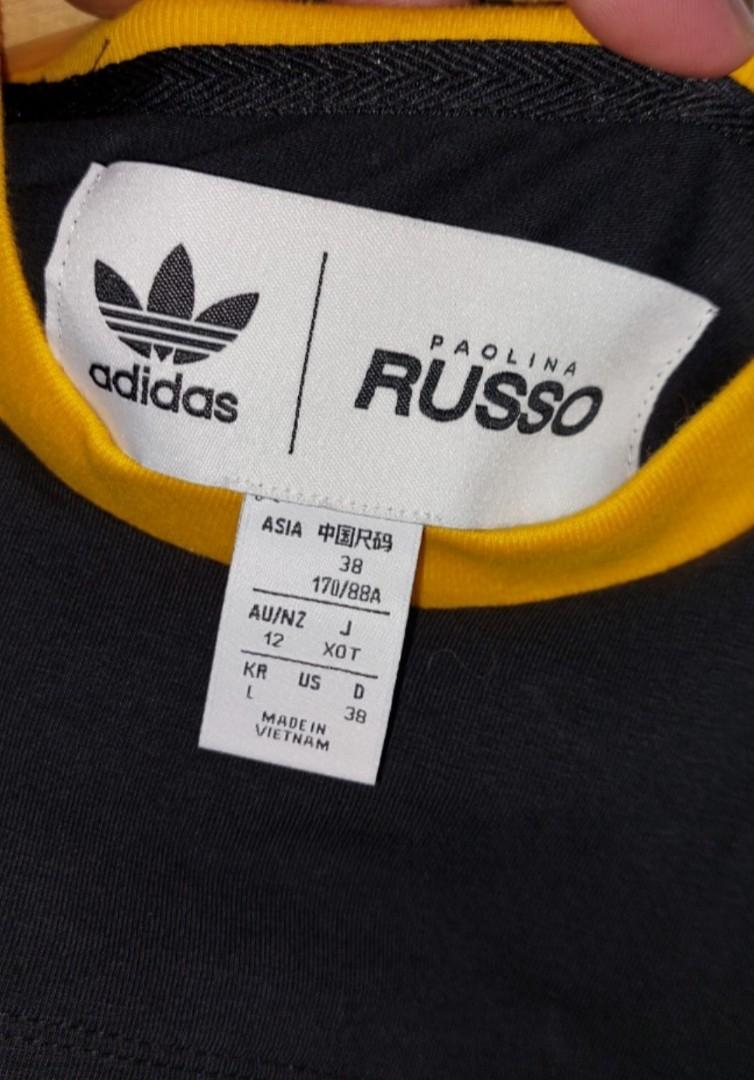 adidas
PAOLINA
RUSSO
ASIA 中国尺码
38
170/88A
AU/NZ J
12 XOT
KR US D
L 38
MADE IN
VIETNAM